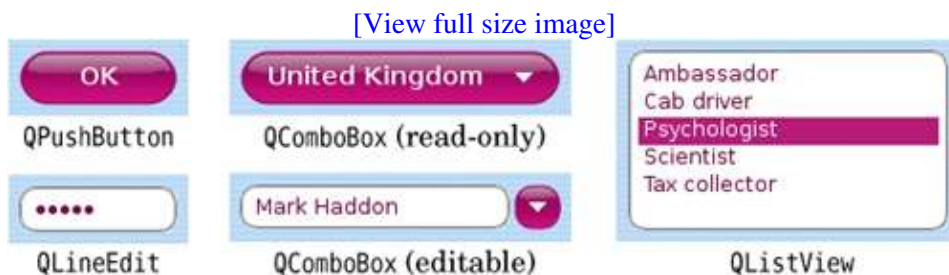 [View full size image]
OK
QPushButton
United Kingdom
QComboBox (read-only)
•••••
QLineEdit
Mark Haddon
QComboBox (editable)
Ambassador
Cab driver
Psychologist
Scientist
Tax collector
QListView